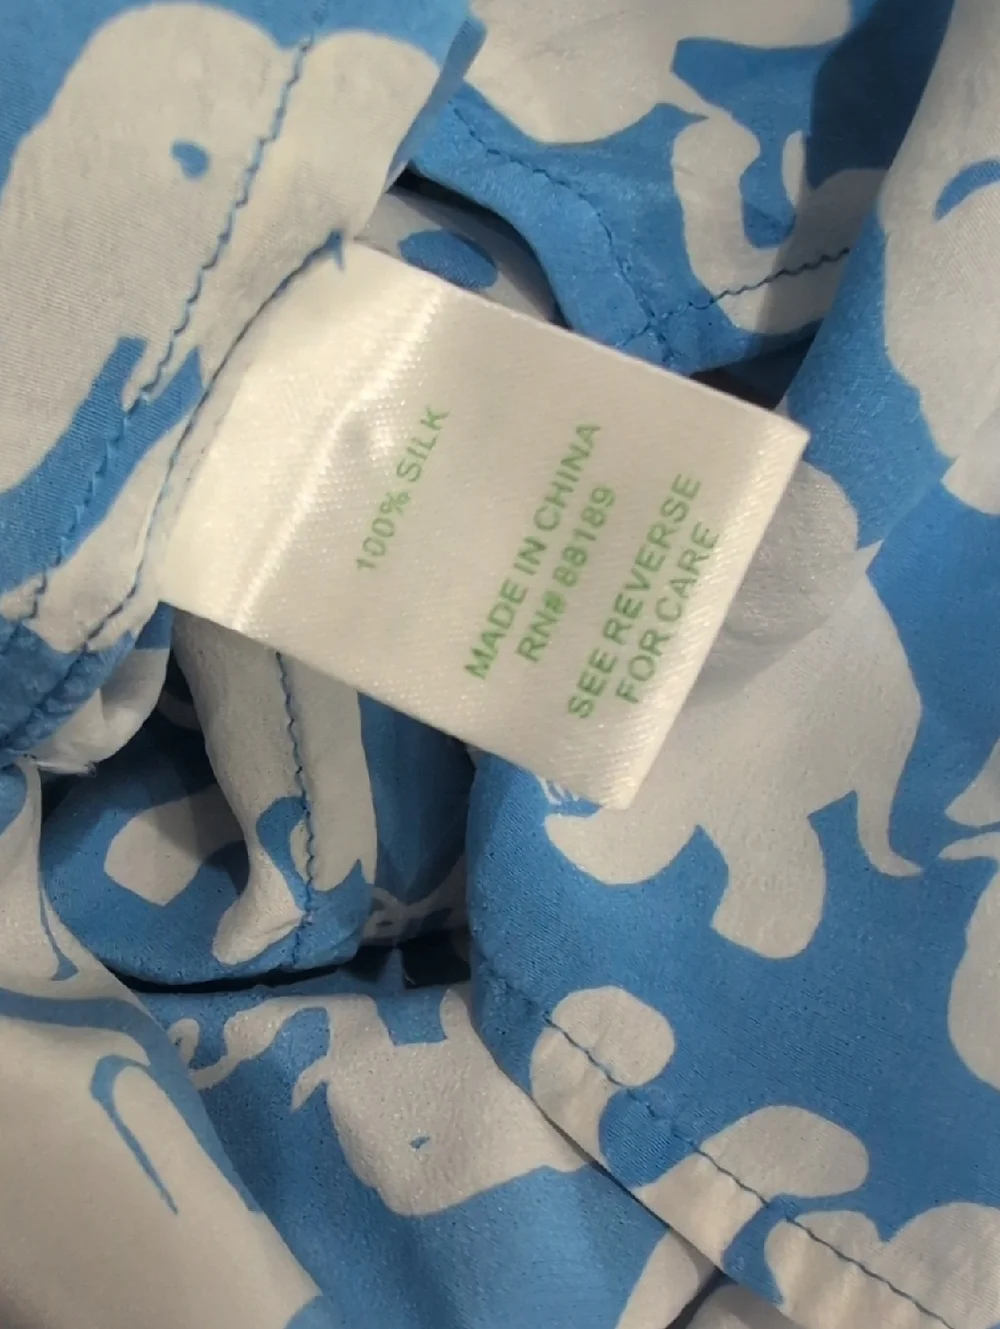 100% SILK
MADE IN CHINA
RN# 88189
SEE REVERSE
FOR CARE